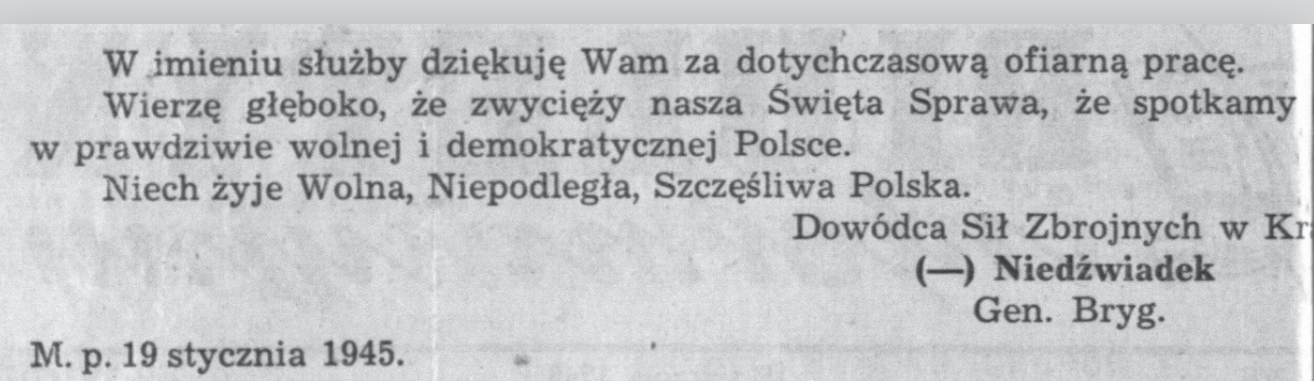 W imieniu służby dziękuję Wam za dotychczasową ofiarną pracę.
Wierzę głęboko, że zwycięży nasza Święta Sprawa, że spotkamy
w prawdziwie wolnej i demokratycznej Polsce.
Niech żyje Wolna, Niepodległa, Szczęśliwa Polska.
Dowódca Sił Zbrojnych w
(—) Niedźwiadek
Gen. Bryg.
M. p. 19 stycznia 1945.